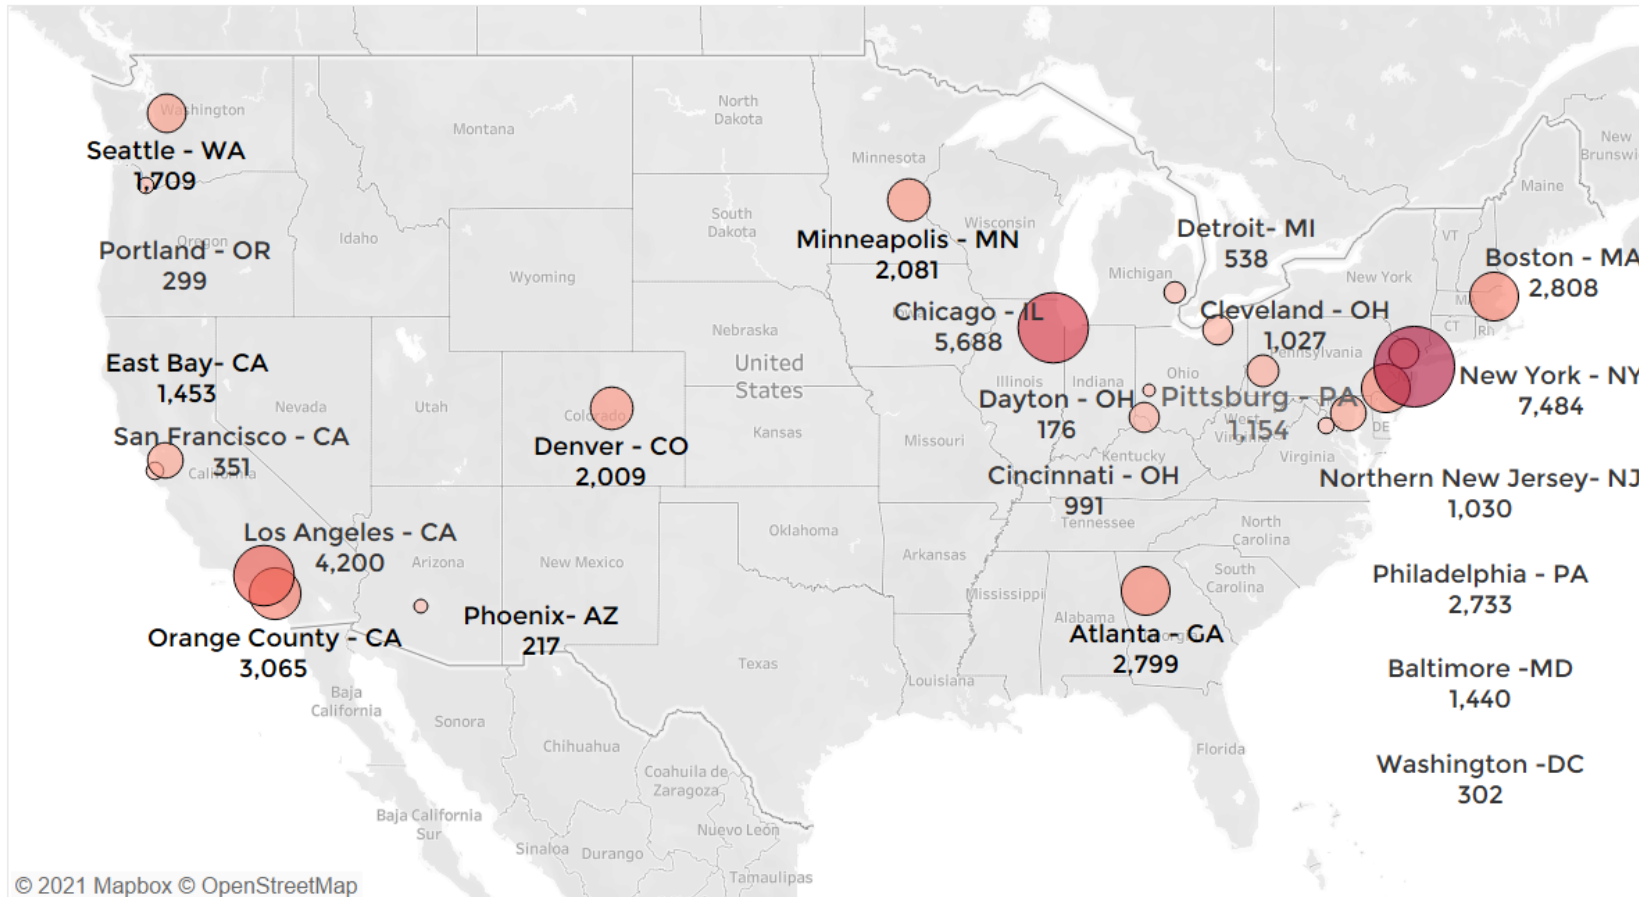 Washington
Seattle - WA
1,709
Oregon
Portland - OR
299
Montana
Idaho
Wyoming
North
Dakota
South
Dakota
Nebraska
Minnesota
Minneapolis - MN
2,081
Wisconsin
Michigan
Detroit- MI
538
Chicago - IL
5,688
Cleveland - OH
1,027
New York
VT
Maine
New
Brunswi
Boston - MA
2,808
MA
CT
Rh
East Bay- CA
1,453
San Francisco - CA
351
California
Nevada
Utah
Colorado
Denver - CO
2,009
United
States
Kansas
Missouri
Illinois
Indiana
Ohio
Pennsylvania
Dayton - OH
176
Pittsburg - PA
1,154
West
Virginia
Virginia
DE
Kentucky
Cincinnati - OH
991
New York - NY
7,484
Northern New Jersey- NJ
1,030
Philadelphia - PA
2,733
Baltimore -MD
1,440
Washington -DC
302
Los Angeles - CA
4,200
Orange County - CA
3,065
Arizona
Phoenix- AZ
217
New Mexico
Oklahoma
Texas
Arkansas
Louisiana
Mississippi
Tennessee
Alabama
Georgia
Atlanta - GA
2,799
North
Carolina
South
Carolina
Florida
Baja
California
Sonora
Chihuahua
Coahuila de
Zaragoza
Baja California
Sur
Sinaloa
Durango
Nuevo León
Tamaulipas
© 2021 Mapbox © OpenStreetMap